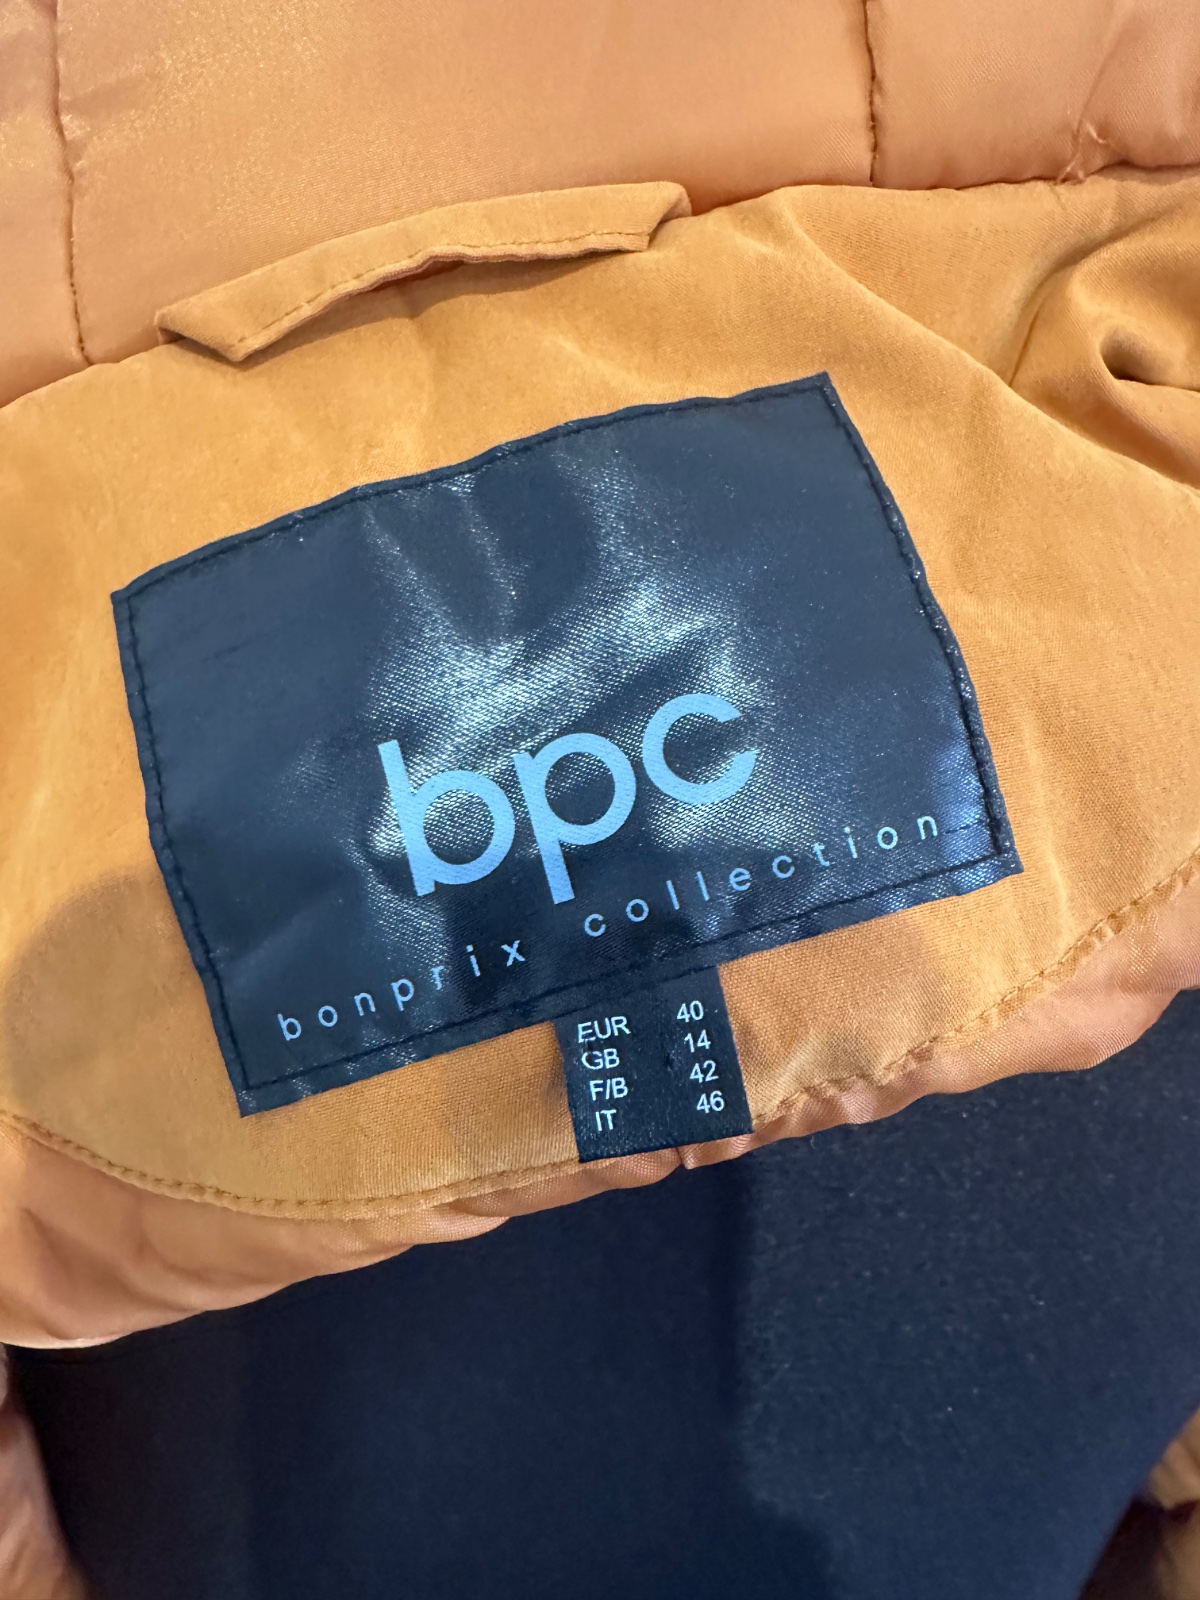 bpc
bonprix collection
EUR 40
GB 14
F/B 42
IT 46